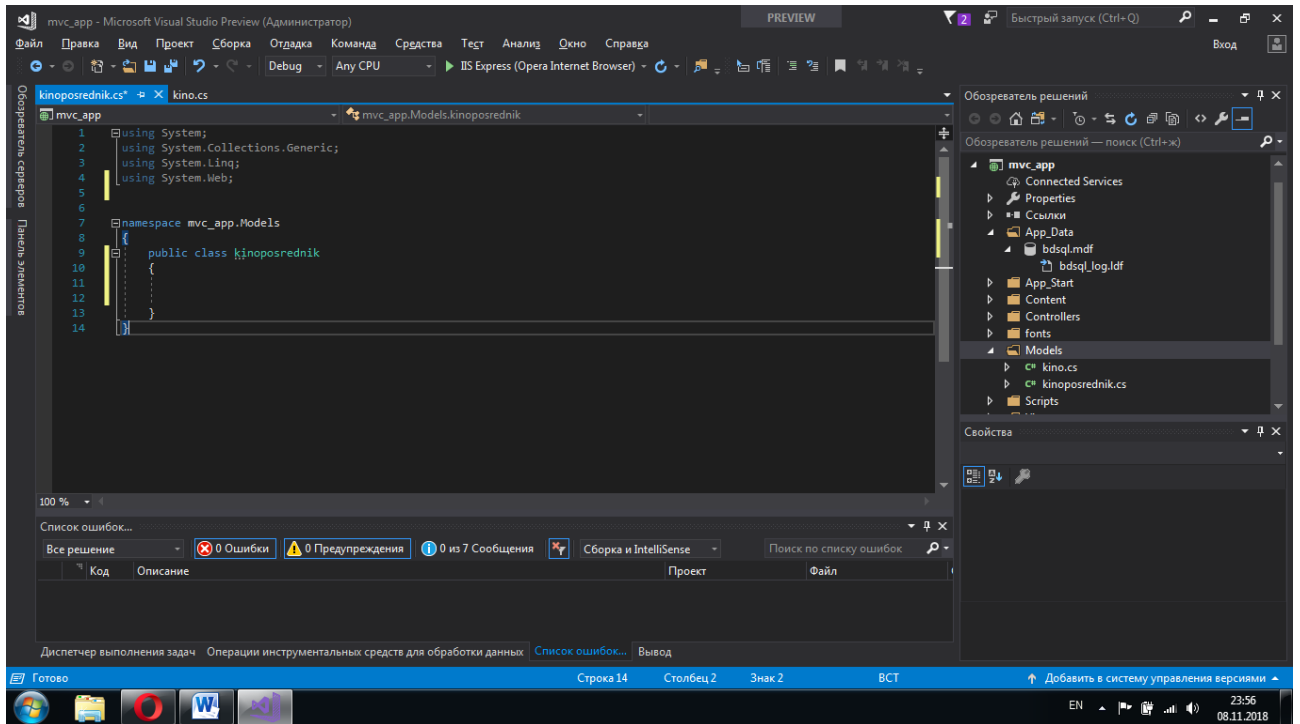 mvc_app - Microsoft Visual Studio Preview (Администратор)
PREVIEW
2
Быстрый запуск (Ctrl+Q)
Файл Правка Вид Проект Сборка Отладка Команда Средства Тест Анализ Окно Справка
Вход
Debug Any CPU IIS Express (Opera Internet Browser)
Обозреватель серверов
Панель элементов
kinoposrednik.cs* kino.cs
mvc_app mvc_app.Models.kinoposrednik
1 using System;
2 using System.Collections.Generic;
3 using System.Linq;
4 using System.Web;
5
6
7 namespace mvc_app.Models
8 {
9 public class kinoposrednik
10 {
11
12
13 }
14 }
100 %
Обозреватель решений
Обозреватель решений — поиск (Ctrl+ж)
mvc_app
Connected Services
Properties
Ссылки
App_Data
bdsql.mdf
bdsql_log.ldf
App_Start
Content
Controllers
fonts
Models
C# kino.cs
C# kinoposrednik.cs
Scripts
Свойства
Список ошибок...
Все решение 0 Ошибки 0 Предупреждения 0 из 7 Сообщения Сборка и IntelliSense Поиск по списку ошибок
Код Описание Проект Файл
Диспетчер выполнения задач Операции инструментальных средств для обработки данных Список ошибок... Вывод
Готово Строка 14 Столбец 2 Знак 2 ВСТ Добавить в систему управления версиями
EN 23:56
08.11.2018